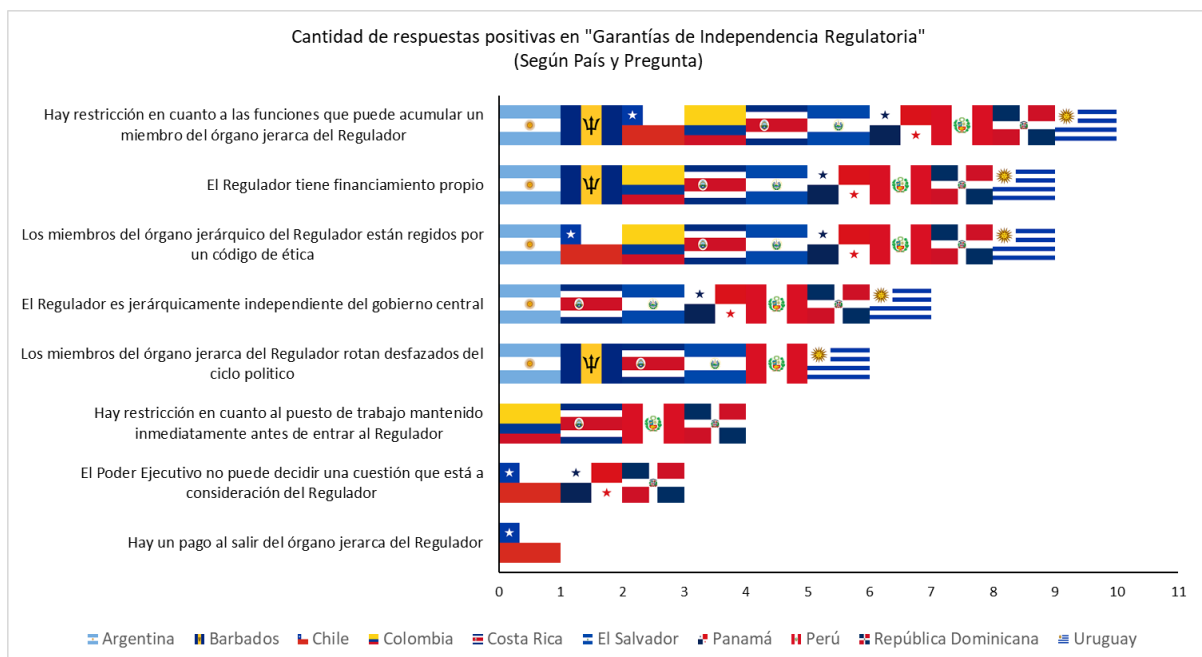 Cantidad de respuestas positivas en "Garantías de Independencia Regulatoria"
(Según País y Pregunta)
Hay restricción en cuanto a las funciones que puede acumular un
miembro del órgano jerarca del Regulador
El Regulador tiene financiamiento propio
Los miembros del órgano jerárquico del Regulador están regidos por
un código de ética
El Regulador es jerárquicamente independiente del gobierno central
Los miembros del órgano jerarca del Regulador rotan desfazados del
ciclo politico
Hay restricción en cuanto al puesto de trabajo mantenido
inmediatamente antes de entrar al Regulador
El Poder Ejecutivo no puede decidir una cuestión que está a
consideración del Regulador
Hay un pago al salir del órgano jerarca del Regulador
0 1 2 3 4 5 6 7 8 9 10 11
Argentina Barbados Chile Colombia Costa Rica El Salvador Panamá Perú República Dominicana Uruguay